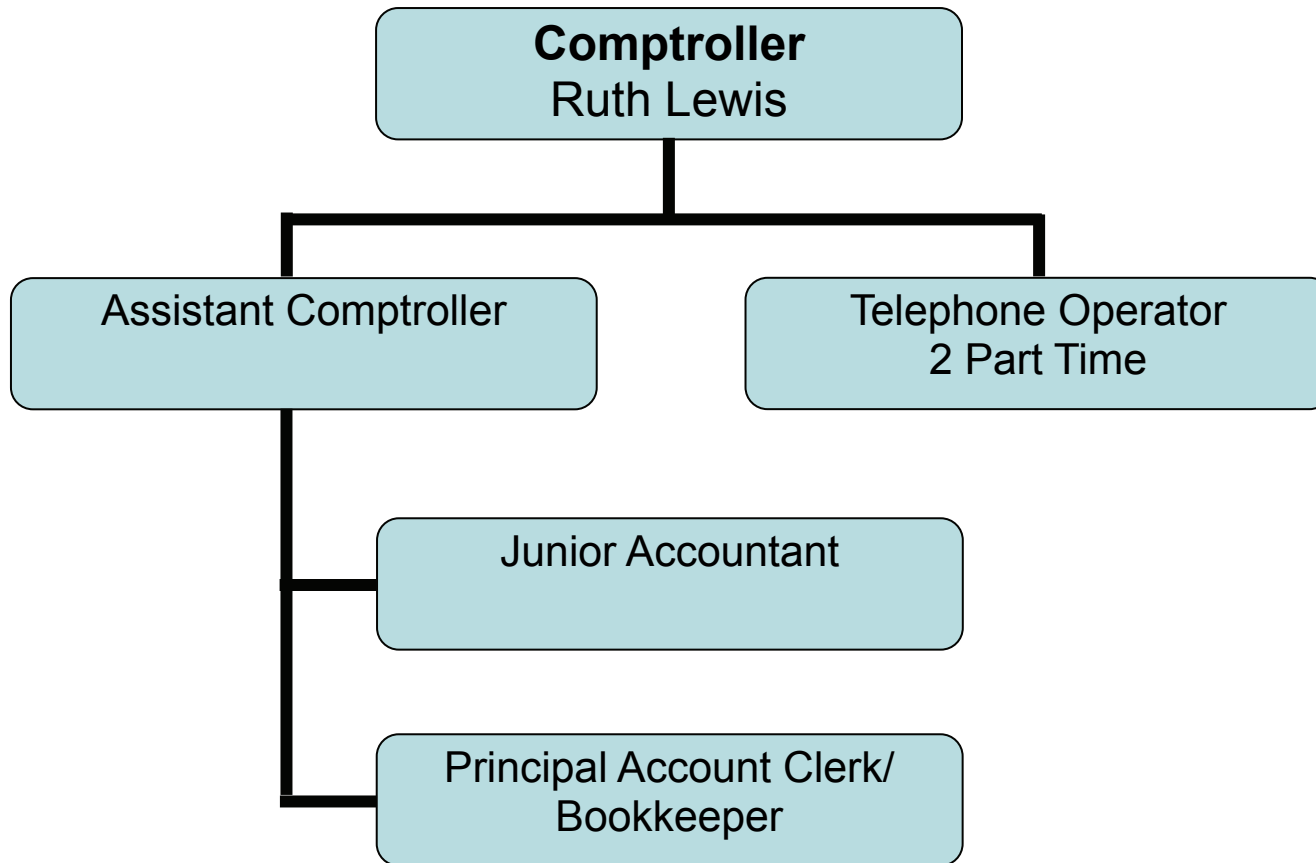 Comptroller
Ruth Lewis
Assistant Comptroller
Telephone Operator
2 Part Time
Junior Accountant
Principal Account Clerk/
Bookkeeper